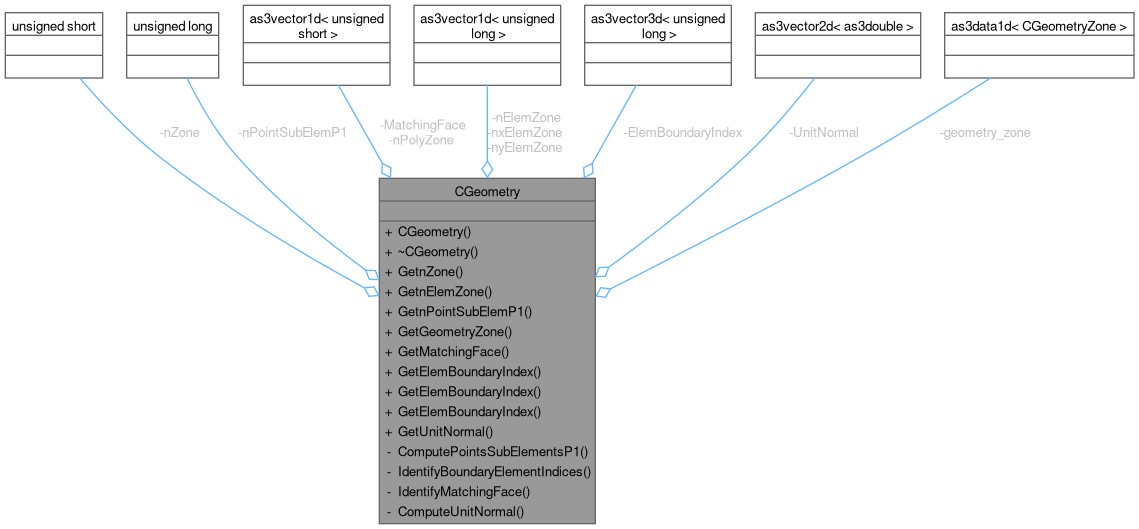 unsigned short
unsigned long
as3vector1d< unsigned
short >
as3vector1d< unsigned
long >
as3vector3d< unsigned
long >
as3vector2d< as3double >
as3data1d< CGeometryZone >
-nZone
-nPointSubElemP1
-MatchingFace
-nPolyZone
-nElemZone
-nxElemZone
-nyElemZone
-ElemBoundaryIndex
-UnitNormal
-geometry_zone
CGeometry
+ CGeometry()
+ ~CGeometry()
+ GetnZone()
+ GetnElemZone()
+ GetnPointSubElemP1()
+ GetGeometryZone()
+ GetMatchingFace()
+ GetElemBoundaryIndex()
+ GetElemBoundaryIndex()
+ GetElemBoundaryIndex()
+ GetUnitNormal()
- ComputePointsSubElementsP1()
- IdentifyBoundaryElementIndices()
- IdentifyMatchingFace()
- ComputeUnitNormal()